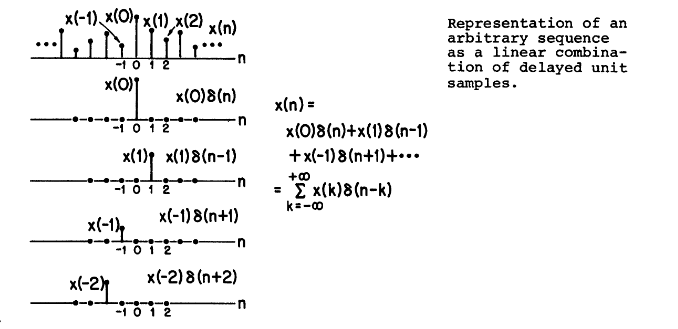 x(-1) x(0) x(1) x(2) x(n)
••• •••
-1 0 1 2 n
x(0) x(0)δ(n)
-1 0 1 2 n
x(1) x(1)δ(n-1)
-1 0 1 2 n
x(-1) x(-1)δ(n+1)
-1 0 1 2 n
x(-2) x(-2)δ(n+2)
-1 0 1 2 n
x(n) =
x(0)δ(n)+x(1)δ(n-1)
+x(-1)δ(n+1)+•••
+∞
= Σ x(k)δ(n-k)
k=-∞
Representation of an
arbitrary sequence
as a linear combina-
tion of delayed unit
samples.